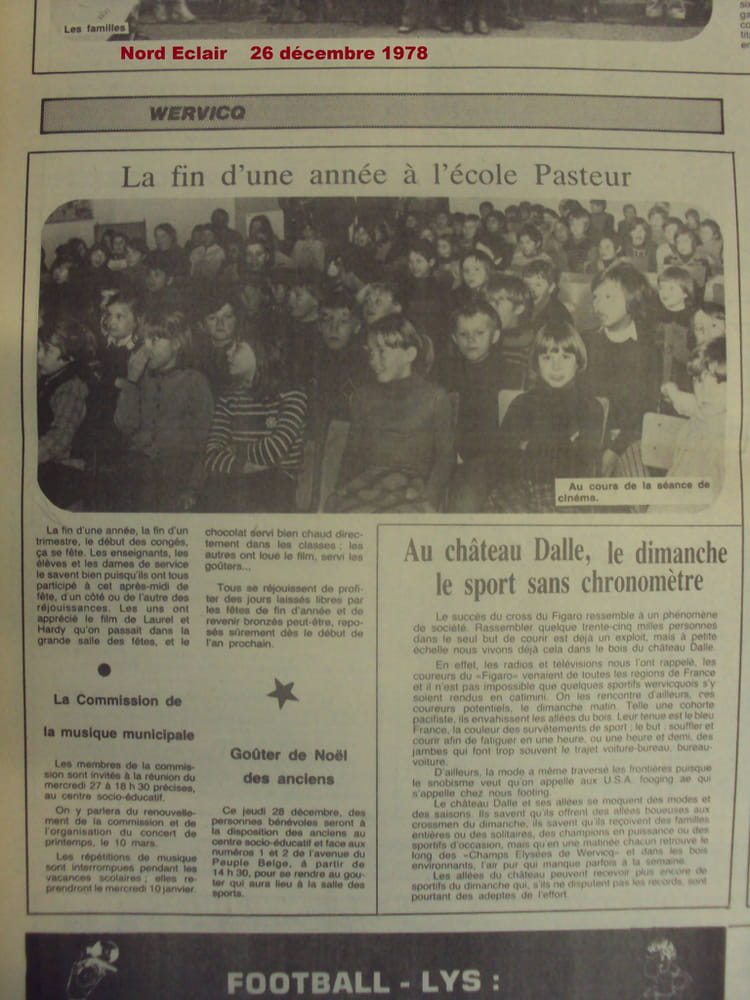 Les familles
Nord Eclair 26 décembre 1978
WERVICQ
La fin d'une année à l'école Pasteur
Au cours de la séance de
cinéma.
La fin d'une année, la fin d'un
trimestre, le début des congés,
ça se fête. Les enseignants, les
élèves et les dames de service
le savent bien puisqu'ils ont tous
participé à cet après-midi de
fête, d'un côté ou de l'autre des
réjouissances. Les uns ont
apprécié le film de Laurel et
Hardy qu'on passait dans la
grande salle des fêtes, et le
chocolat servi bien chaud direc-
tement dans les classes ; les
autres ont loué le film, servi les
goûters...
Tous se réjouissent de profi-
ter des jours laissés libres par
les fêtes de fin d'année et de
revenir bronzés peut-être, repo-
sés sûrement dès le début de
l'an prochain.
La Commission de
la musique municipale
Les membres de la commis-
sion sont invités à la réunion du
mercredi 27 à 18 h 30 précises,
au centre socio-éducatif.
On y parlera du renouvelle-
ment de la commission et de
l'organisation du concert de
printemps, le 10 mars.
Les répétitions de musique
sont interrompues pendant les
vacances scolaires ; elles re-
prendront le mercredi 10 janvier.
Goûter de Noël
des anciens
Ce jeudi 28 décembre, des
personnes bénévoles seront à
la disposition des anciens au
centre socio-éducatif et face aux
numéros 1 et 2 de l'avenue du
Peuple Belge, à partir de
14 h 30, pour se rendre au gou-
ter qui aura lieu à la salle des
sports.
Au château Dalle, le dimanche
le sport sans chronomètre
Le succès du cross du Figaro ressemble à un phénomène
de société. Rassembler quelque trente-cinq milles personnes
dans le seul but de courir est déjà un exploit, mais à petite
échelle nous vivons déjà cela dans le bois du château Dalle.
En effet, les radios et télévisions nous l'ont rappelé, les
coureurs du «Figaro» venaient de toutes les régions de France
et il n'est pas impossible que quelques sportifs wervicquois s'y
soient rendus en catimini. On les rencontre d'ailleurs, ces
coureurs potentiels, le dimanche matin. Telle une cohorte
pacifiste, ils envahissent les allées du bois. Leur tenue est le bleu
France, la couleur des survêtements de sport ; le but : souffler et
courir afin de fatiguer en une heure, ou une heure et demi, des
jambes qui font trop souvent le trajet voiture-bureau, bureau-
voiture.
D'ailleurs, la mode a même traversé les frontières puisque
le snobisme veut qu'on appelle aux U.S.A. fooging ae qui
s'appelle chez nous footing.
Le château Dalle et ses allées se moquent des modes et
des saisons. Ils savent qu'ils offrent des allées boueuses aux
crossmen du dimanche, ils savent qu'ils reçoivent des familles
entières ou des solitaires, des champions en puissance ou des
sportifs d'occasion, mais qu'en une matinée chacun retrouve le
long des «Champs Elysées de Wervicq» et dans les bois
environnants, l'air pur qui manque parfois à la semaine.
Les allées du château peuvent recevoir plus encore de
sportifs du dimanche qui, s'ils ne disputent pas les records, sont
pourtant des adeptes de l'effort.
FOOTBALL - LYS :